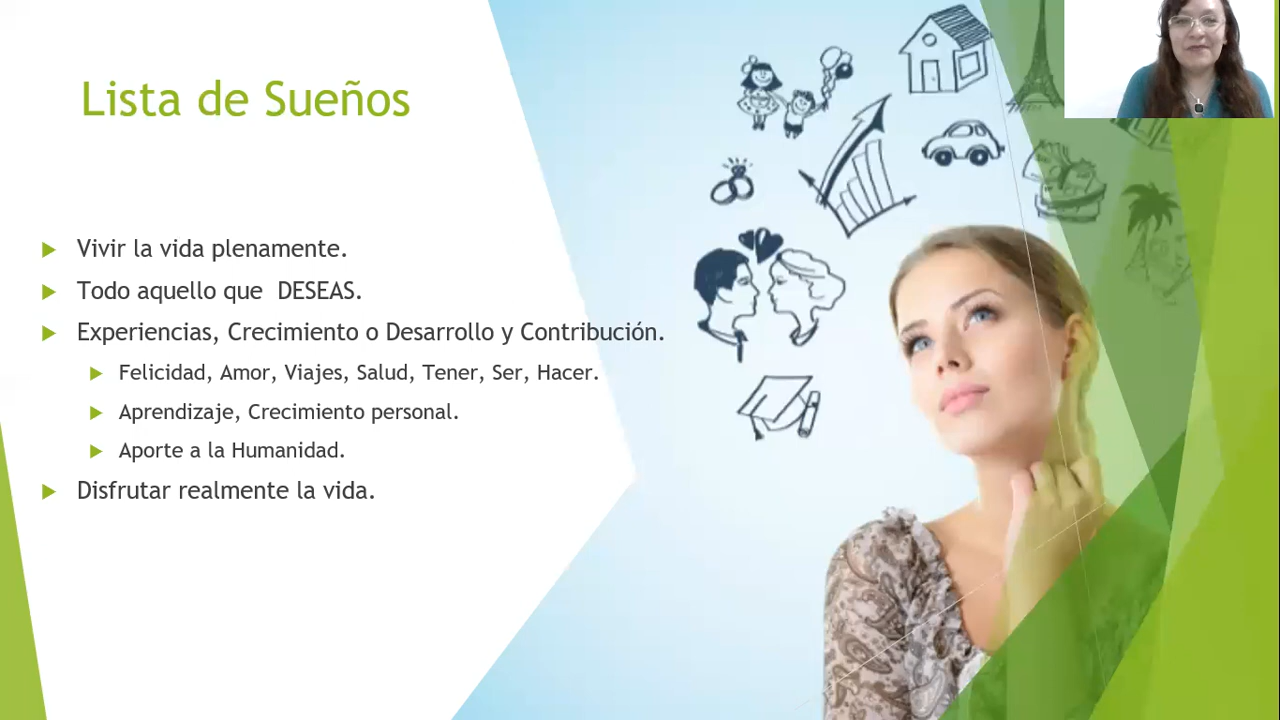 Lista de Sueños
Vivir la vida plenamente.
Todo aquello que  DESEAS.
Experiencias, Crecimiento o Desarrollo y Contribución.
Felicidad, Amor, Viajes, Salud, Tener, Ser, Hacer.
Aprendizaje, Crecimiento personal.
Aporte a la Humanidad.
Disfrutar realmente la vida.